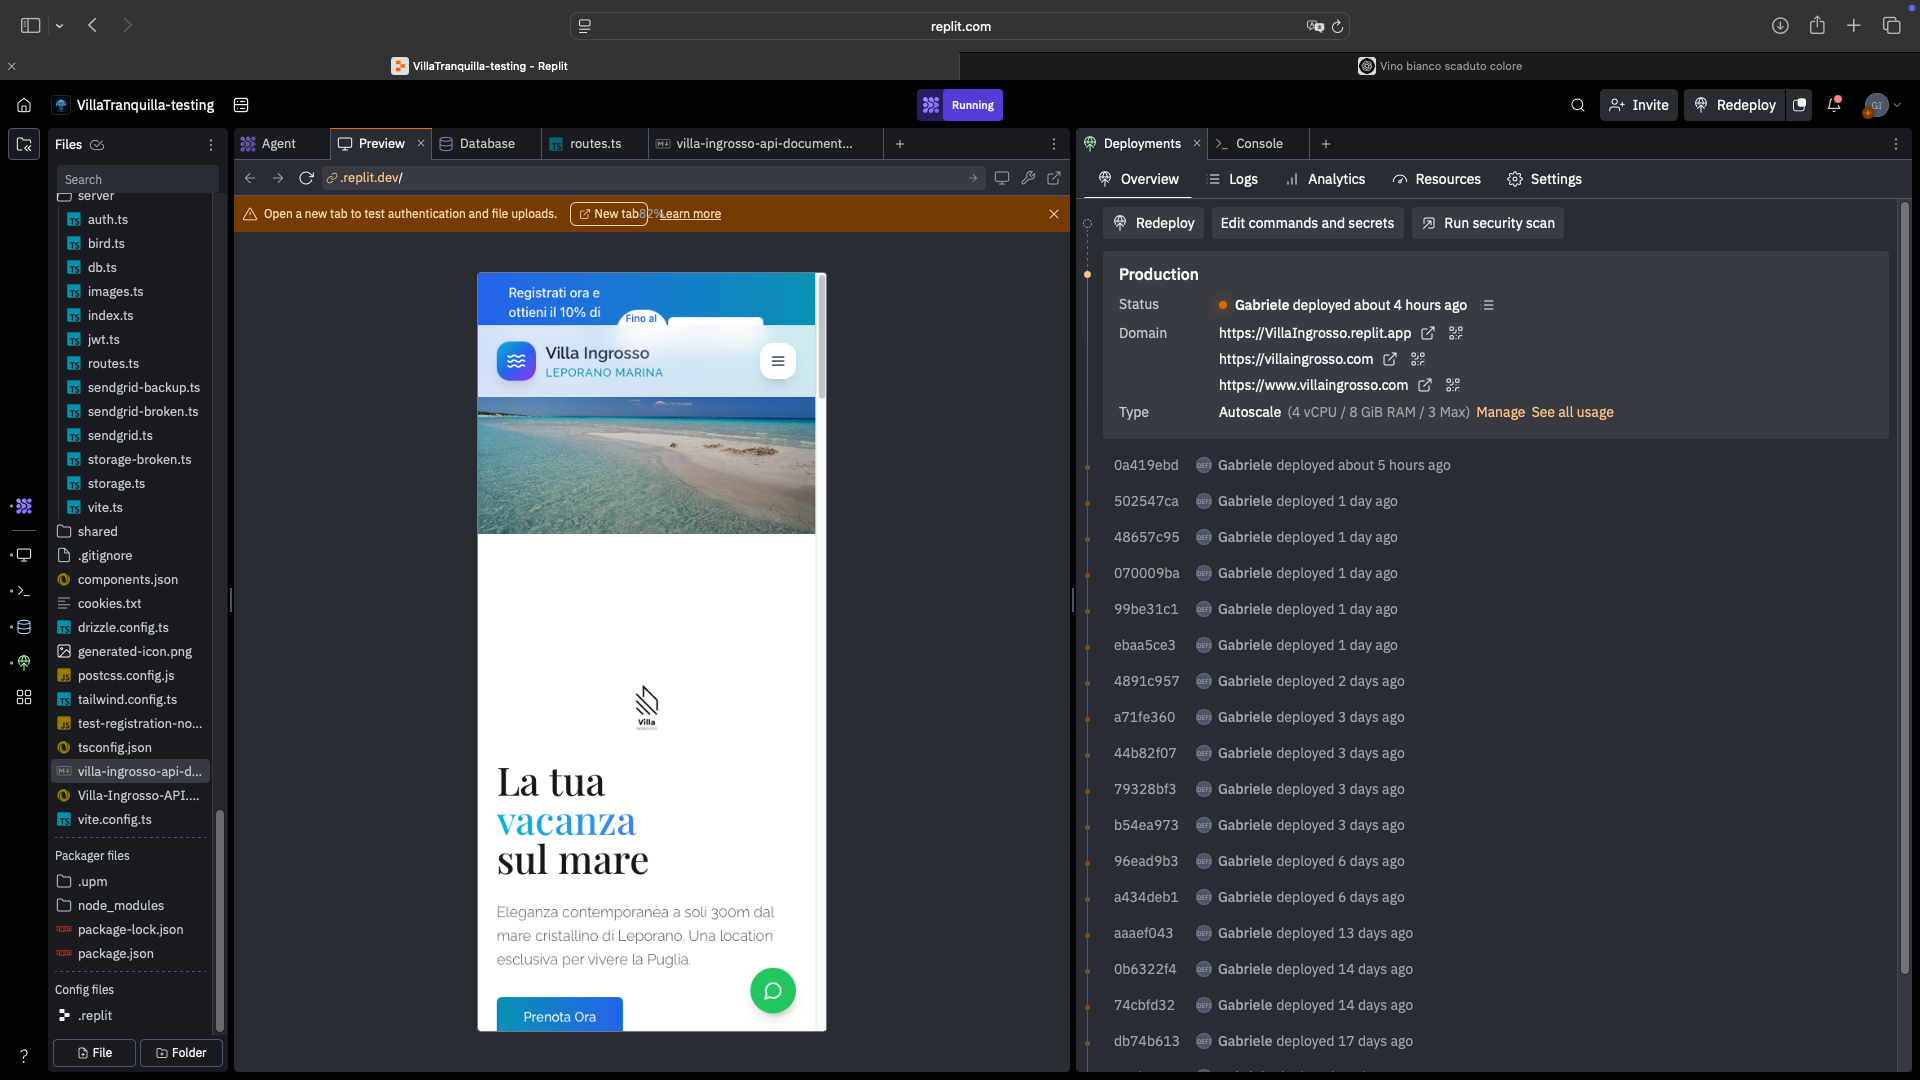 replit.com
VillaTranquilla-testing - Replit
Vino bianco scaduto colore
VillaTranquilla-testing
Running
Invite
Redeploy
GI
Files
Search
server
auth.ts
bird.ts
db.ts
images.ts
index.ts
jwt.ts
routes.ts
sendgrid-backup.ts
sendgrid-broken.ts
sendgrid.ts
storage-broken.ts
storage.ts
vite.ts
shared
.gitignore
components.json
cookies.txt
drizzle.config.ts
generated-icon.png
postcss.config.js
tailwind.config.ts
test-registration-no...
tsconfig.json
villa-ingrosso-api-d...
Villa-Ingrosso-API....
vite.config.ts
Packager files
.upm
node_modules
package-lock.json
package.json
Config files
.replit
File
Folder
?
Agent
Preview
Database
routes.ts
villa-ingrosso-api-document...
.replit.dev/
Open a new tab to test authentication and file uploads.
New tab
82%
Learn more
Registrati ora e
ottieni il 10% di
Fino al
Villa Ingrosso
LEPORANO MARINA
Villa
INGROSSO
La tua
vacanza
sul mare
Eleganza contemporanea a soli 300m dal
mare cristallino di Leporano. Una location
esclusiva per vivere la Puglia.
Prenota Ora
Deployments
Console
Overview
Logs
Analytics
Resources
Settings
Redeploy
Edit commands and secrets
Run security scan
Production
Status
Gabriele deployed about 4 hours ago
Domain
https://VillaIngrosso.replit.app
https://villaingrosso.com
https://www.villaingrosso.com
Type
Autoscale (4 vCPU / 8 GiB RAM / 3 Max) Manage See all usage
0a419ebd Gabriele deployed about 5 hours ago
502547ca Gabriele deployed 1 day ago
48657c95 Gabriele deployed 1 day ago
070009ba Gabriele deployed 1 day ago
99be31c1 Gabriele deployed 1 day ago
ebaa5ce3 Gabriele deployed 1 day ago
4891c957 Gabriele deployed 2 days ago
a71fe360 Gabriele deployed 3 days ago
44b82f07 Gabriele deployed 3 days ago
79328bf3 Gabriele deployed 3 days ago
b54ea973 Gabriele deployed 3 days ago
96ead9b3 Gabriele deployed 6 days ago
a434deb1 Gabriele deployed 6 days ago
aaaef043 Gabriele deployed 13 days ago
0b6322f4 Gabriele deployed 14 days ago
74cbfd32 Gabriele deployed 14 days ago
db74b613 Gabriele deployed 17 days ago